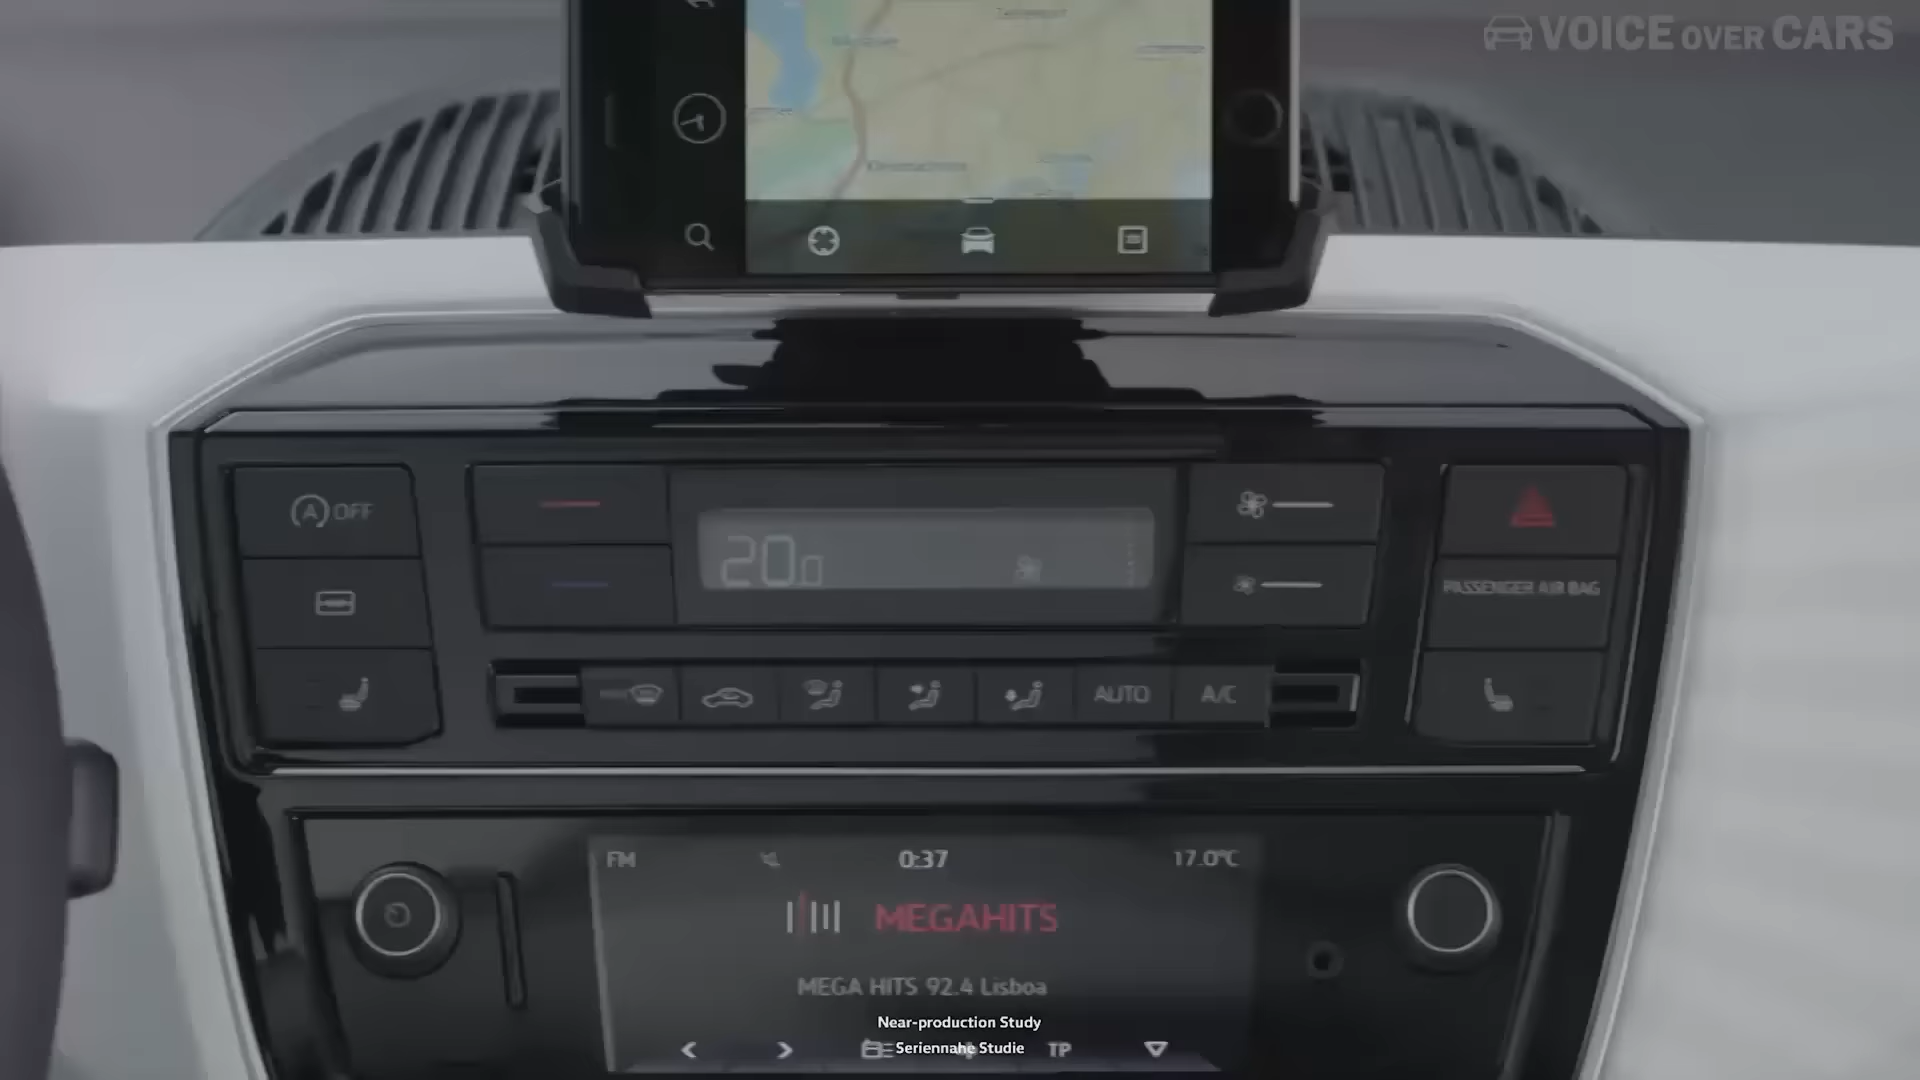 VOICE OVER CARS
A OFF
20.0
PASSENGER AIR BAG
AUTO
A/C
FM
0:37
17.0°C
MEGAHITS
MEGA HITS 92.4 Lisboa
Near-production Study
Seriennahe Studie
TP